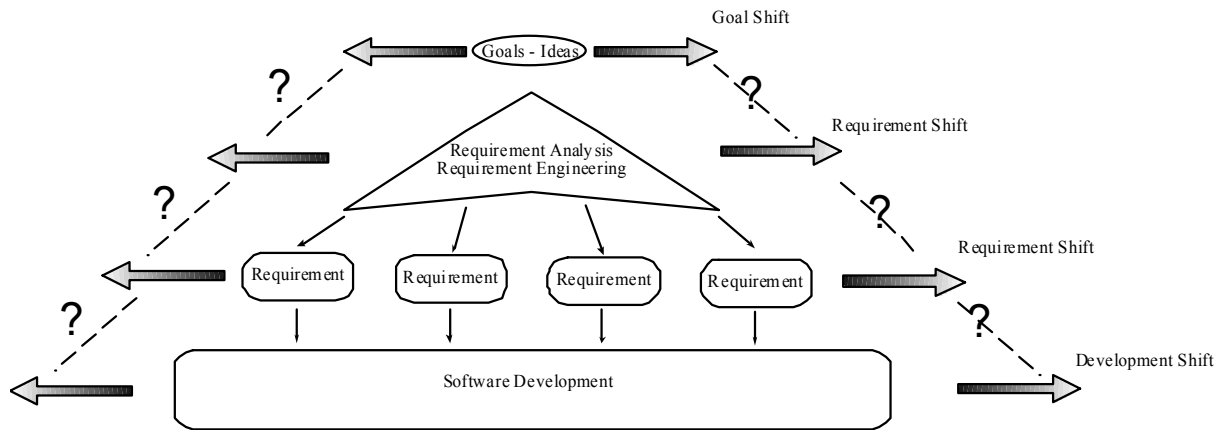 Goal Shift
Goals - Ideas
?
?
Requirement Shift
Requirement Analysis
Requirement Engineering
?
?
Requirement Shift
Requirement
Requirement
Requirement
Requirement
?
?
Development Shift
Software Development